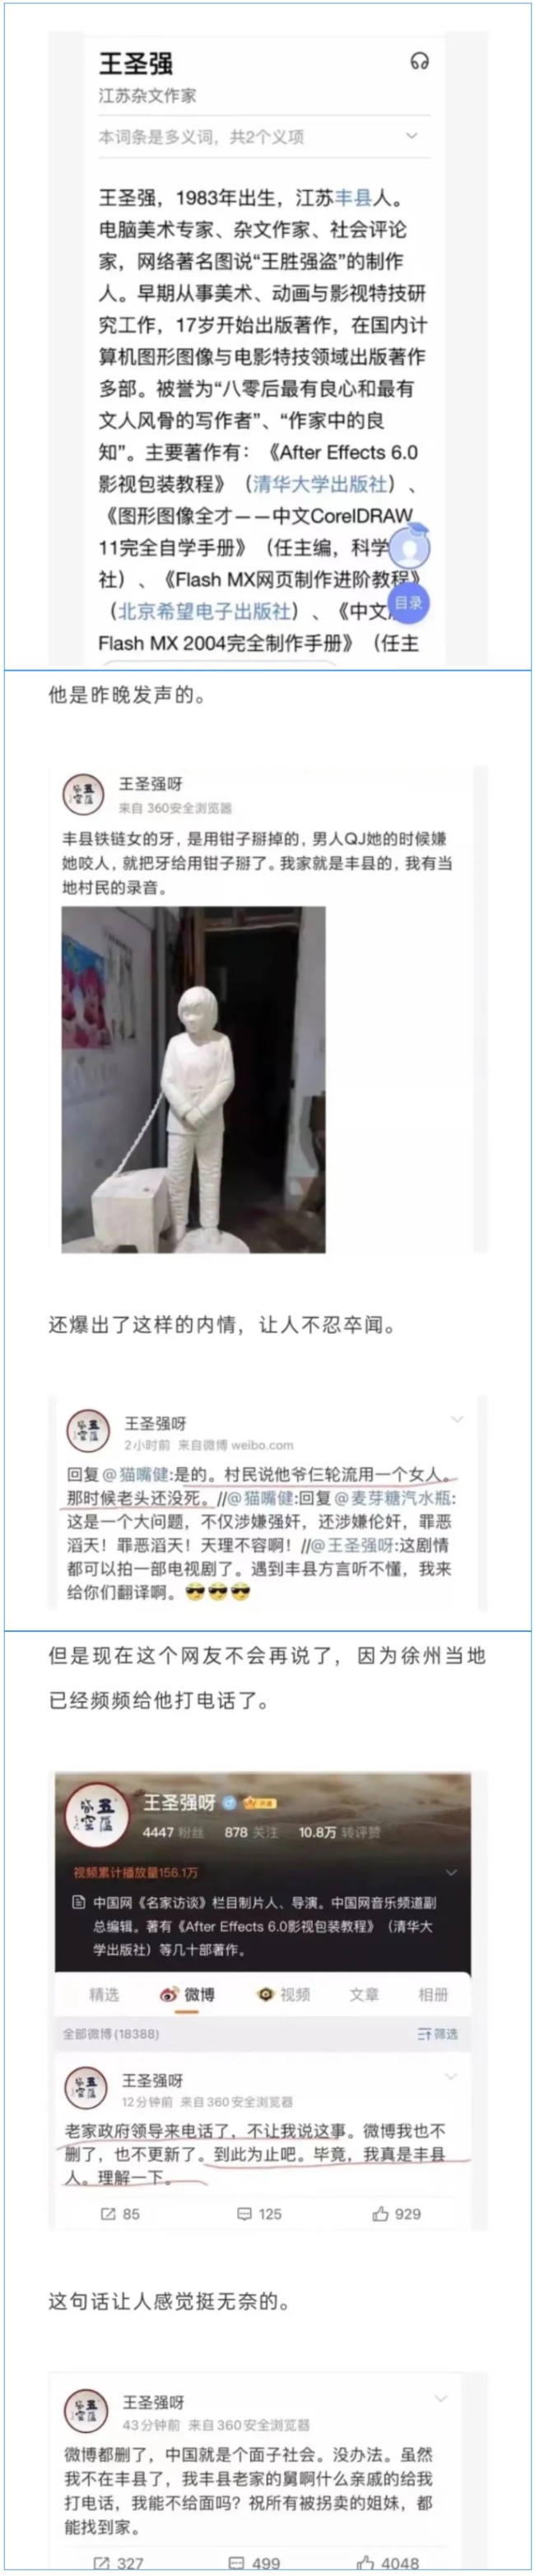 王圣强
江苏杂文作家
本词条是多义词，共2个义项
王圣强，1983年出生，江苏丰县人。
电脑美术专家、杂文作家、社会评论
家，网络著名图说“王胜强盗”的制作
人。早期从事美术、动画与影视特技研
究工作，17岁开始出版著作，在国内计
算机图形图像与电影特技领域出版著作
多部。被誉为“八零后最有良心和最有
文人风骨的写作者”、“作家中的良
知”。主要著作有：《After Effects 6.0
影视包装教程》（清华大学出版社）、
《图形图像全才——中文CorelDRAW
11完全自学手册》（任主编，科学
社）、《Flash MX网页制作进阶教程》
目录
（北京希望电子出版社）、《中文
Flash MX 2004完全制作手册》（任主
他是昨晚发声的。
王圣强呀
来自 360安全浏览器
丰县铁链女的牙，是用钳子掰掉的，男人QJ她的时候嫌
她咬人，就把牙给用钳子掰了。我家就是丰县的，我有当
地村民的录音。
还爆出了这样的内情，让人不忍卒闻。
王圣强呀
2小时前 来自微博 weibo.com
回复@猫嘴健:是的。村民说他爷仨轮流用一个女人。
那时候老头还没死。//@猫嘴健:回复@麦芽糖汽水瓶:
这是一个大问题，不仅涉嫌强奸，还涉嫌伦奸，罪恶
滔天！罪恶滔天！天理不容啊！//@王圣强呀:这剧情
都可以拍一部电视剧了。遇到丰县方言听不懂，我来
给你们翻译啊。😎😎😎
但是现在这个网友不会再说了，因为徐州当地
已经频频给他打电话了。
王圣强呀
4447 粉丝 878 关注 10.8万 转评赞
视频累计播放量156.1万
中国网《名家访谈》栏目制片人、导演。中国网音乐频道副
总编辑。著有《After Effects 6.0影视包装教程》（清华大
学出版社）等几十部著作。
精选 微博 视频 文章 相册
全部微博(18388) 筛选
王圣强呀
12分钟前 来自360安全浏览器
老家政府领导来电话了，不让我说这事。微博我也不
删了，也不更新了。到此为止吧。毕竟，我真是丰县
人。理解一下。
85 125 929
这句话让人感觉挺无奈的。
王圣强呀
43分钟前 来自360安全浏览器
微博都删了，中国就是个面子社会。没办法。虽然
我不在丰县了，我丰县老家的舅啊什么亲戚的给我
打电话，我能不给面吗？祝所有被拐卖的姐妹，都
能找到家。
327 499 4048